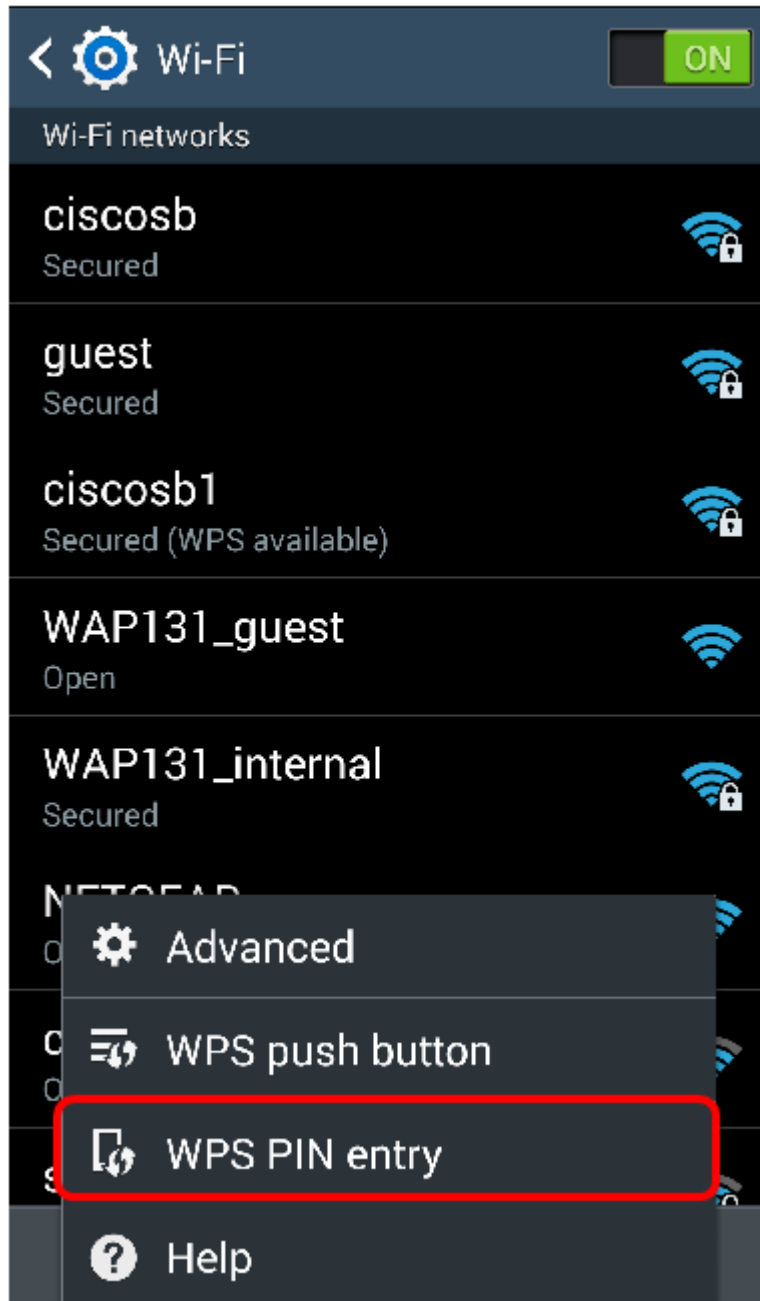 Wi-Fi
ON
Wi-Fi networks
ciscosb
Secured
guest
Secured
ciscosb1
Secured (WPS available)
WAP131_guest
Open
WAP131_internal
Secured
NETGEAR
Advanced
WPS push button
WPS PIN entry
Help